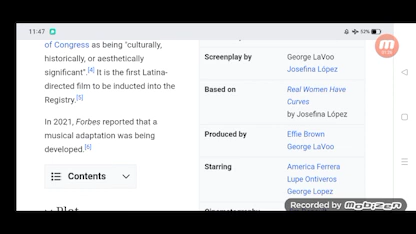 11:47
52%
of Congress as being "culturally,
historically, or aesthetically
significant".[4] It is the first Latina-
directed film to be inducted into the
Registry.[5]
In 2021, Forbes reported that a
musical adaptation was being
developed.[6]
Contents
Plot
Screenplay by George LaVoo
Josefina López
Based on Real Women Have
Curves
by Josefina López
Produced by Effie Brown
George LaVoo
Starring America Ferrera
Lupe Ontiveros
George Lopez
Cinematography
Recorded by Mobizen